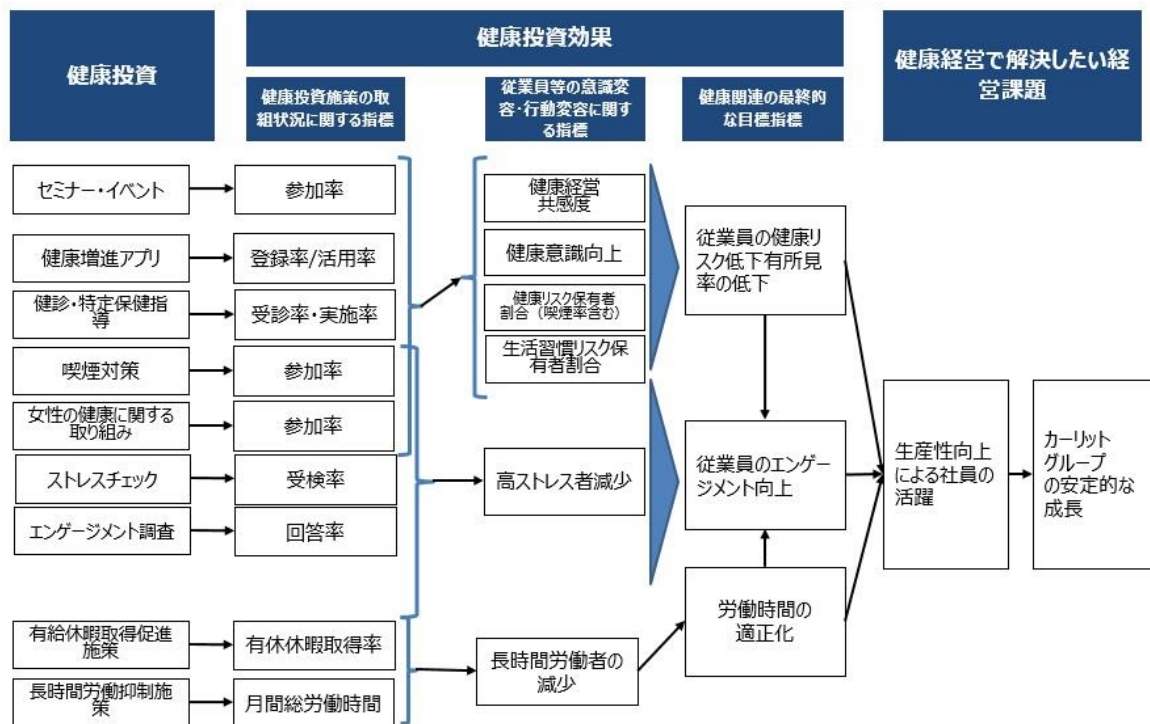 健康投資
健康投資効果
健康経営で解決したい経
営課題
健康投資施策の取
組状況に関する指標
従業員等の意識変
容・行動変容に関す
る指標
健康関連の最終的
な目標指標
セミナー・イベント
参加率
健康増進アプリ
登録率/活用率
健診・特定保健指
導
受診率・実施率
喫煙対策
参加率
女性の健康に関する
取り組み
参加率
ストレスチェック
受検率
エンゲージメント調査
回答率
有給休暇取得促進
施策
有休休暇取得率
長時間労働抑制施
策
月間総労働時間
健康経営
共感度
健康意識向上
健康リスク保有者
割合（喫煙率含む）
生活習慣リスク保
有者割合
高ストレス者減少
長時間労働者の
減少
従業員の健康リ
スク低下有所見
率の低下
従業員のエンゲー
ジメント向上
労働時間の
適正化
生産性向上
による社員の
活躍
カーリット
グループ
の安定的な
成長